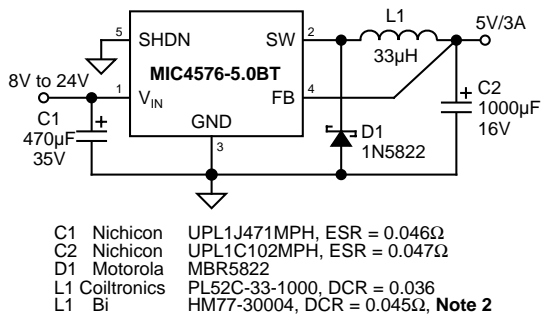 L1
5V/3A
5
SHDN
SW
2
33µH
8V to 24V
MIC4576-5.0BT
1
VIN
FB
4
C2
1000µF
16V
C1
470µF
35V
GND
3
D1
1N5822
C1 Nichicon UPL1J471MPH, ESR = 0.046Ω
C2 Nichicon UPL1C102MPH, ESR = 0.047Ω
D1 Motorola MBR5822
L1 Coiltronics PL52C-33-1000, DCR = 0.036
L1 Bi HM77-30004, DCR = 0.045Ω, Note 2